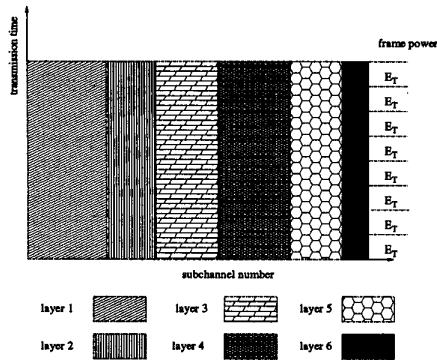 transmission time
frame power
E_T
E_T
E_T
E_T
E_T
E_T
E_T
E_T
subchannel number
layer 1
layer 3
layer 5
layer 2
layer 4
layer 6